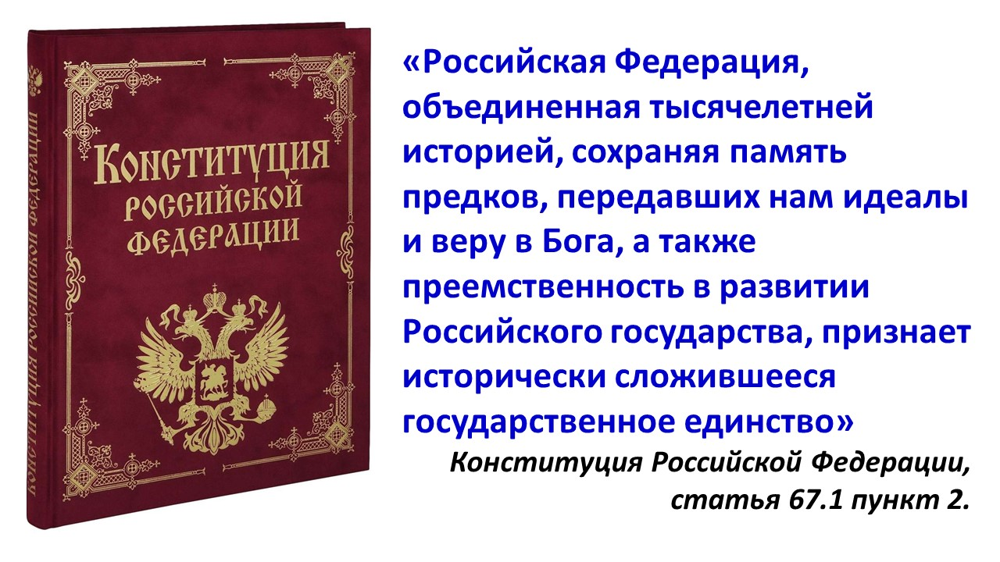 Конституция
российской
федерации
Конституция Российской Федерации
«Российская Федерация,
объединенная тысячелетней
историей, сохраняя память
предков, передавших нам идеалы
и веру в Бога, а также
преемственность в развитии
Российского государства, признает
исторически сложившееся
государственное единство»
Конституция Российской Федерации,
статья 67.1 пункт 2.